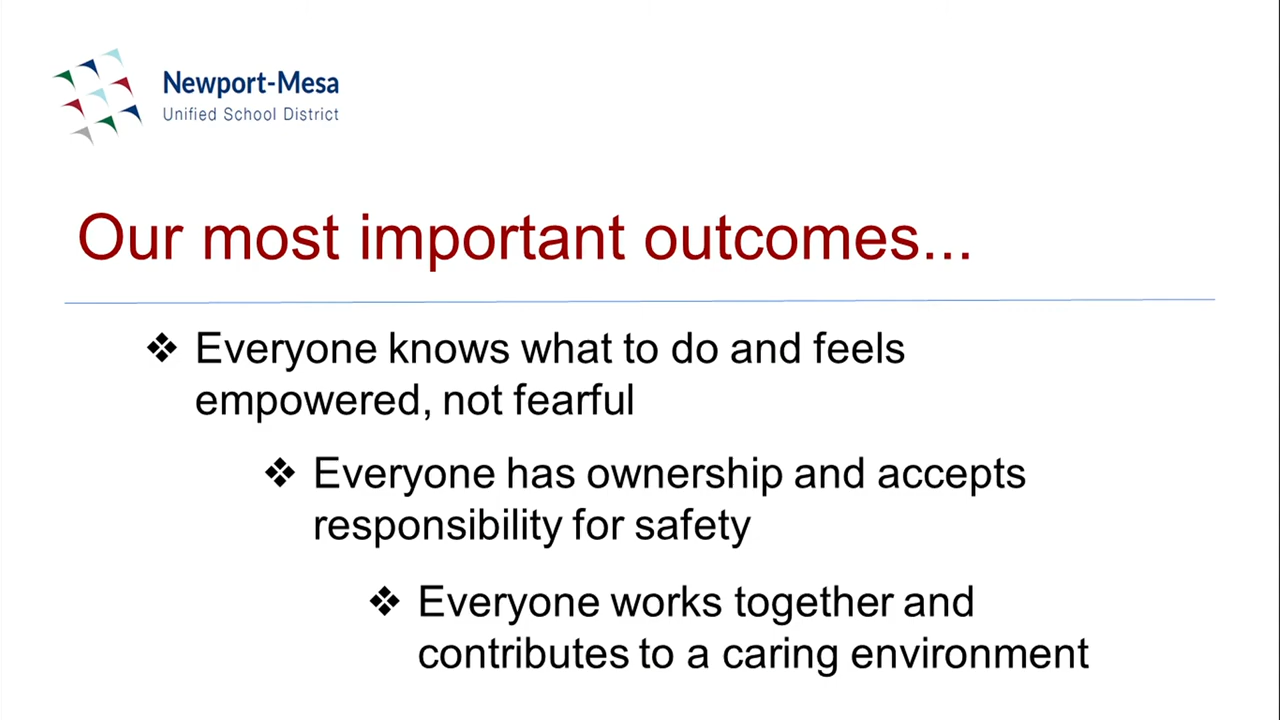 Newport-Mesa
Unified School District
Our most important outcomes...
❖ Everyone knows what to do and feels
empowered, not fearful
❖ Everyone has ownership and accepts
responsibility for safety
❖ Everyone works together and
contributes to a caring environment